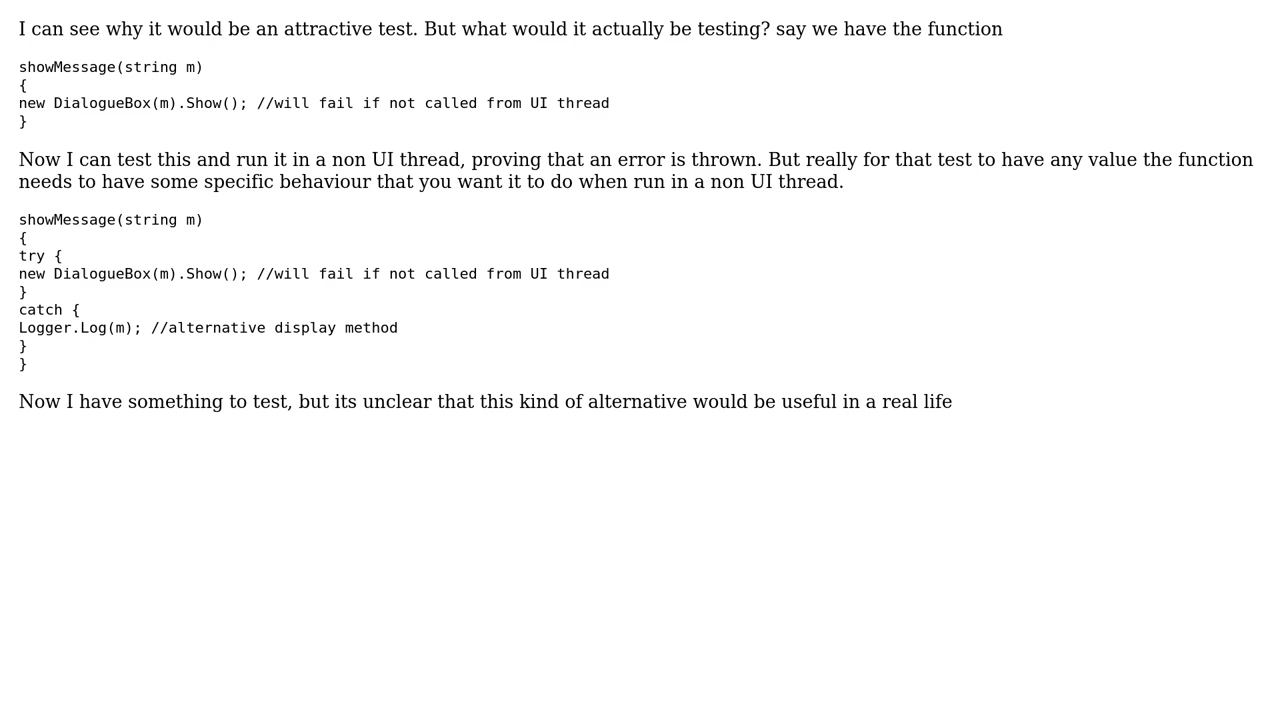 I can see why it would be an attractive test. But what would it actually be testing? say we have the function
showMessage(string m)
{
new DialogueBox(m).Show(); //will fail if not called from UI thread
}
Now I can test this and run it in a non UI thread, proving that an error is thrown. But really for that test to have any value the function
needs to have some specific behaviour that you want it to do when run in a non UI thread.
showMessage(string m)
{
try {
new DialogueBox(m).Show(); //will fail if not called from UI thread
}
catch {
Logger.Log(m); //alternative display method
}
}
Now I have something to test, but its unclear that this kind of alternative would be useful in a real life